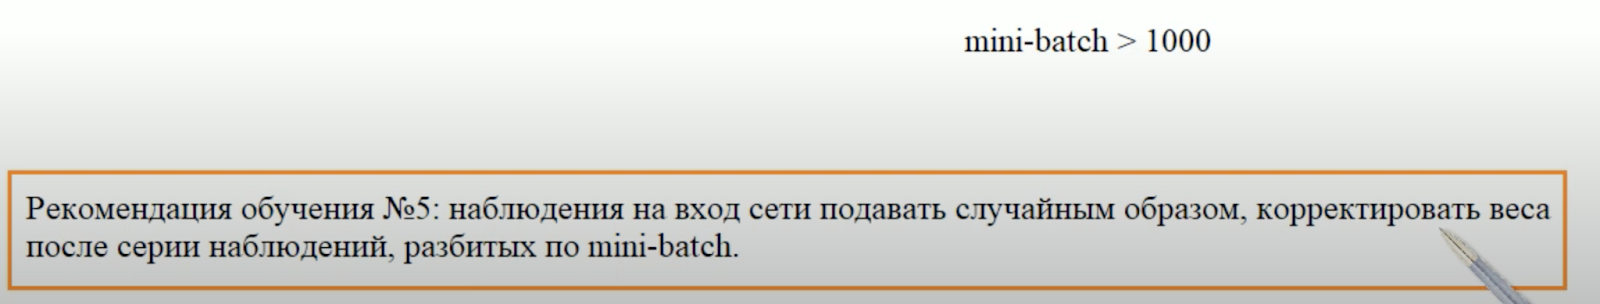 mini-batch > 1000
Рекомендация обучения №5: наблюдения на вход сети подавать случайным образом, корректировать веса
после серии наблюдений, разбитых по mini-batch.